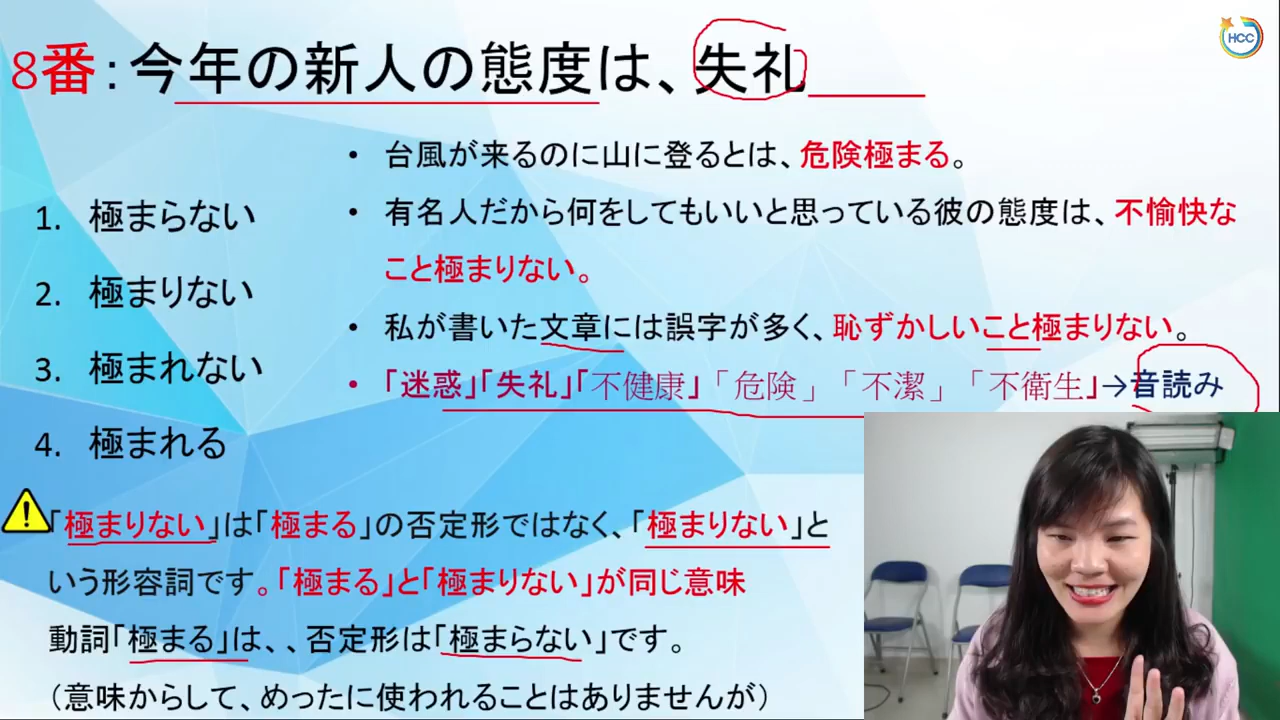 8番：今年の新人の態度は、失礼______
HCC
• 台風が来るのに山に登るとは、危険極まる。
• 有名人だから何をしてもいいと思っている彼の態度は、不愉快な
こと極まりない。
• 私が書いた文章には誤字が多く、恥ずかしいこと極まりない。
• 「迷惑」「失礼」「不健康」「危険」「不潔」「不衛生」→音読み
1. 極まらない
2. 極まりない
3. 極まれない
4. 極まれる
「極まりない」は「極まる」の否定形ではなく、「極まりない」と
いう形容詞です。「極まる」と「極まりない」が同じ意味
動詞「極まる」は、、否定形は「極まらない」です。
（意味からして、めったに使われることはありませんが）